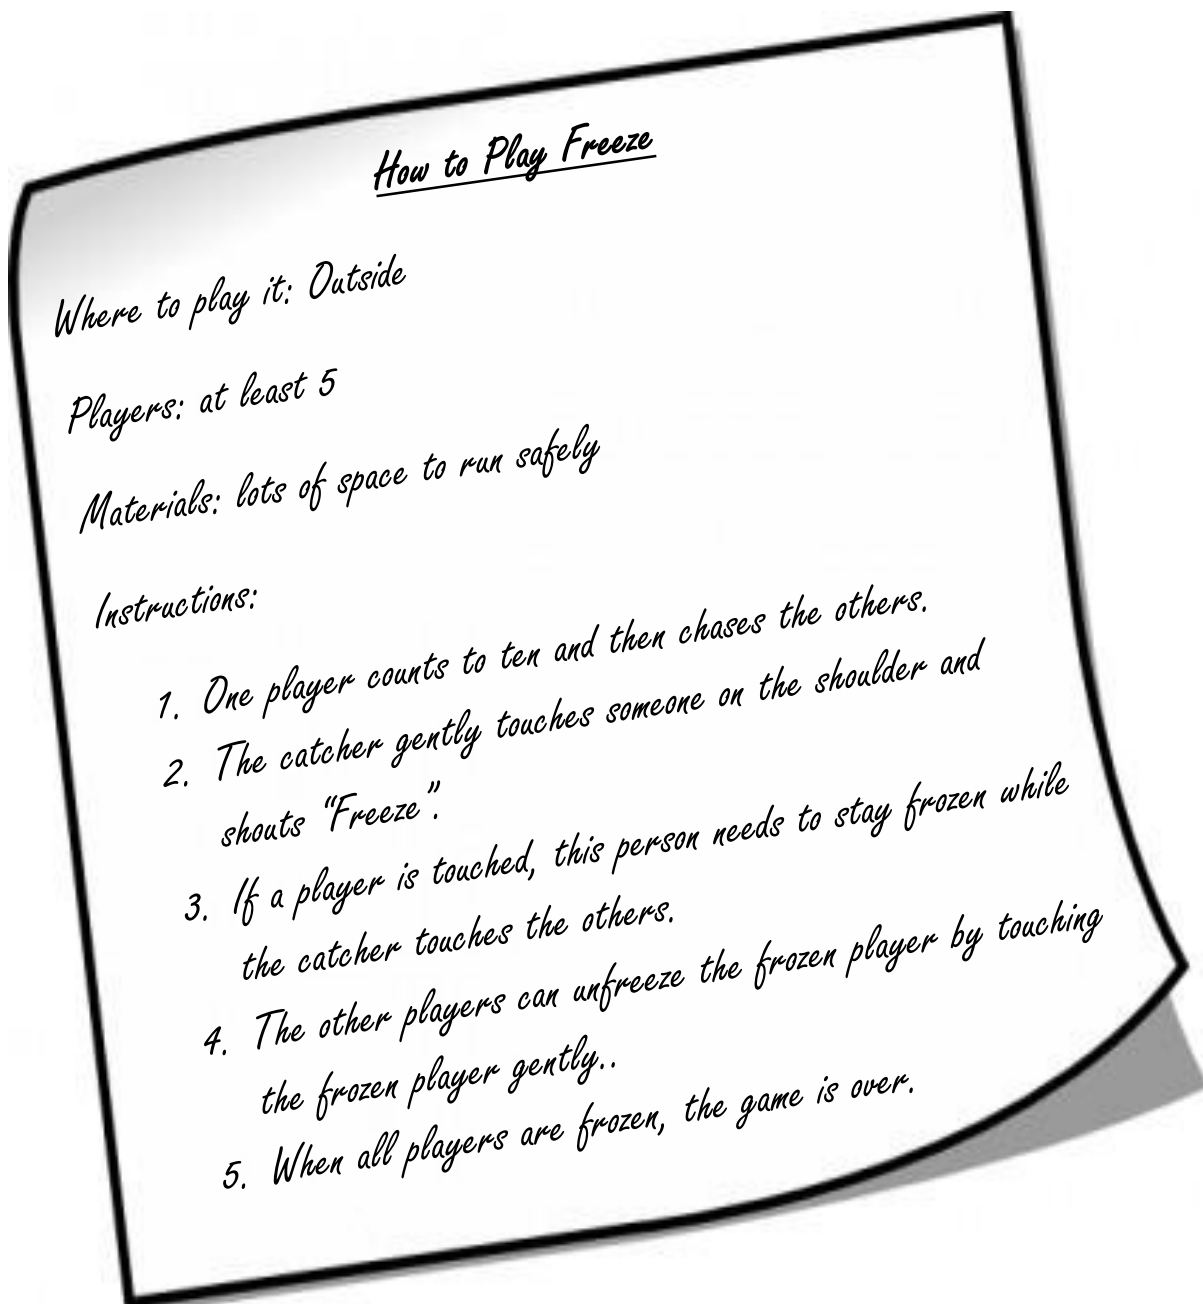 How to Play Freeze
Where to play it: Outside
Players: at least 5
Materials: lots of space to run safely
Instructions:
1. One player counts to ten and then chases the others.
2. The catcher gently touches someone on the shoulder and
shouts “Freeze”.
3. If a player is touched, this person needs to stay frozen while
the catcher touches the others.
4. The other players can unfreeze the frozen player by touching
the frozen player gently..
5. When all players are frozen, the game is over.